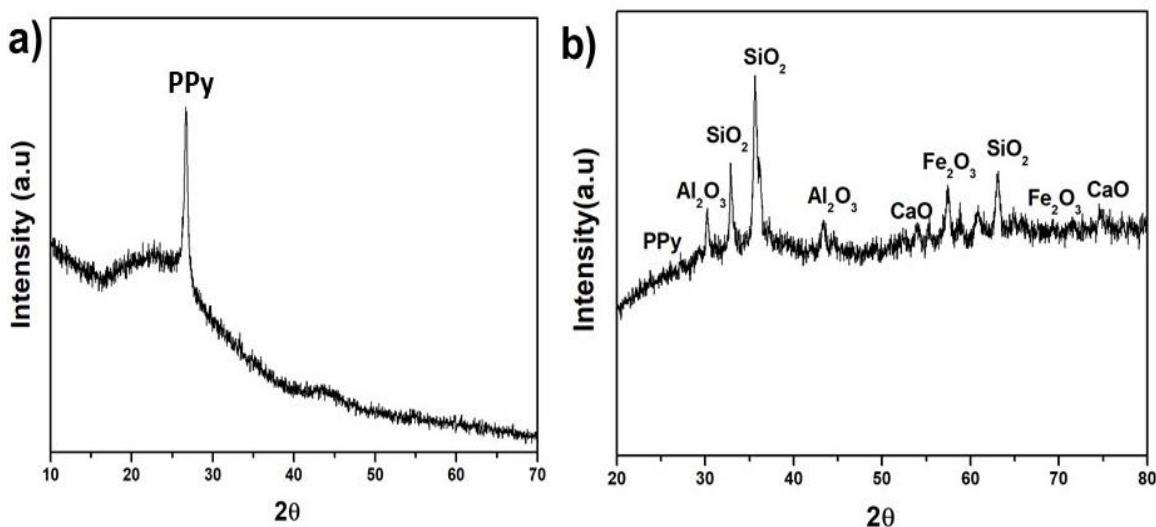 a)
PPy
Intensity (a.u)
10 20 30 40 50 60 70
2θ
b)
SiO₂
SiO₂
Al₂O₃
PPy
Al₂O₃
CaO
Fe₂O₃
SiO₂
Fe₂O₃
CaO
Intensity(a.u)
20 30 40 50 60 70 80
2θ